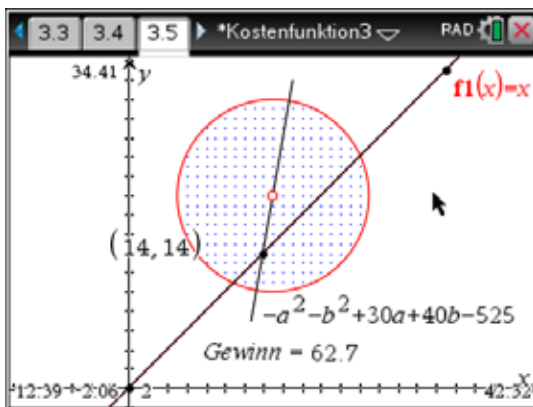 3.3 3.4 3.5 *Kostenfunktion3 RAD
34.41 y
f1(x)=x
(14,14)
-a²-b²+30a+40b-525
Gewinn = 62.7
x
-12.39 -2.06 2 42.32